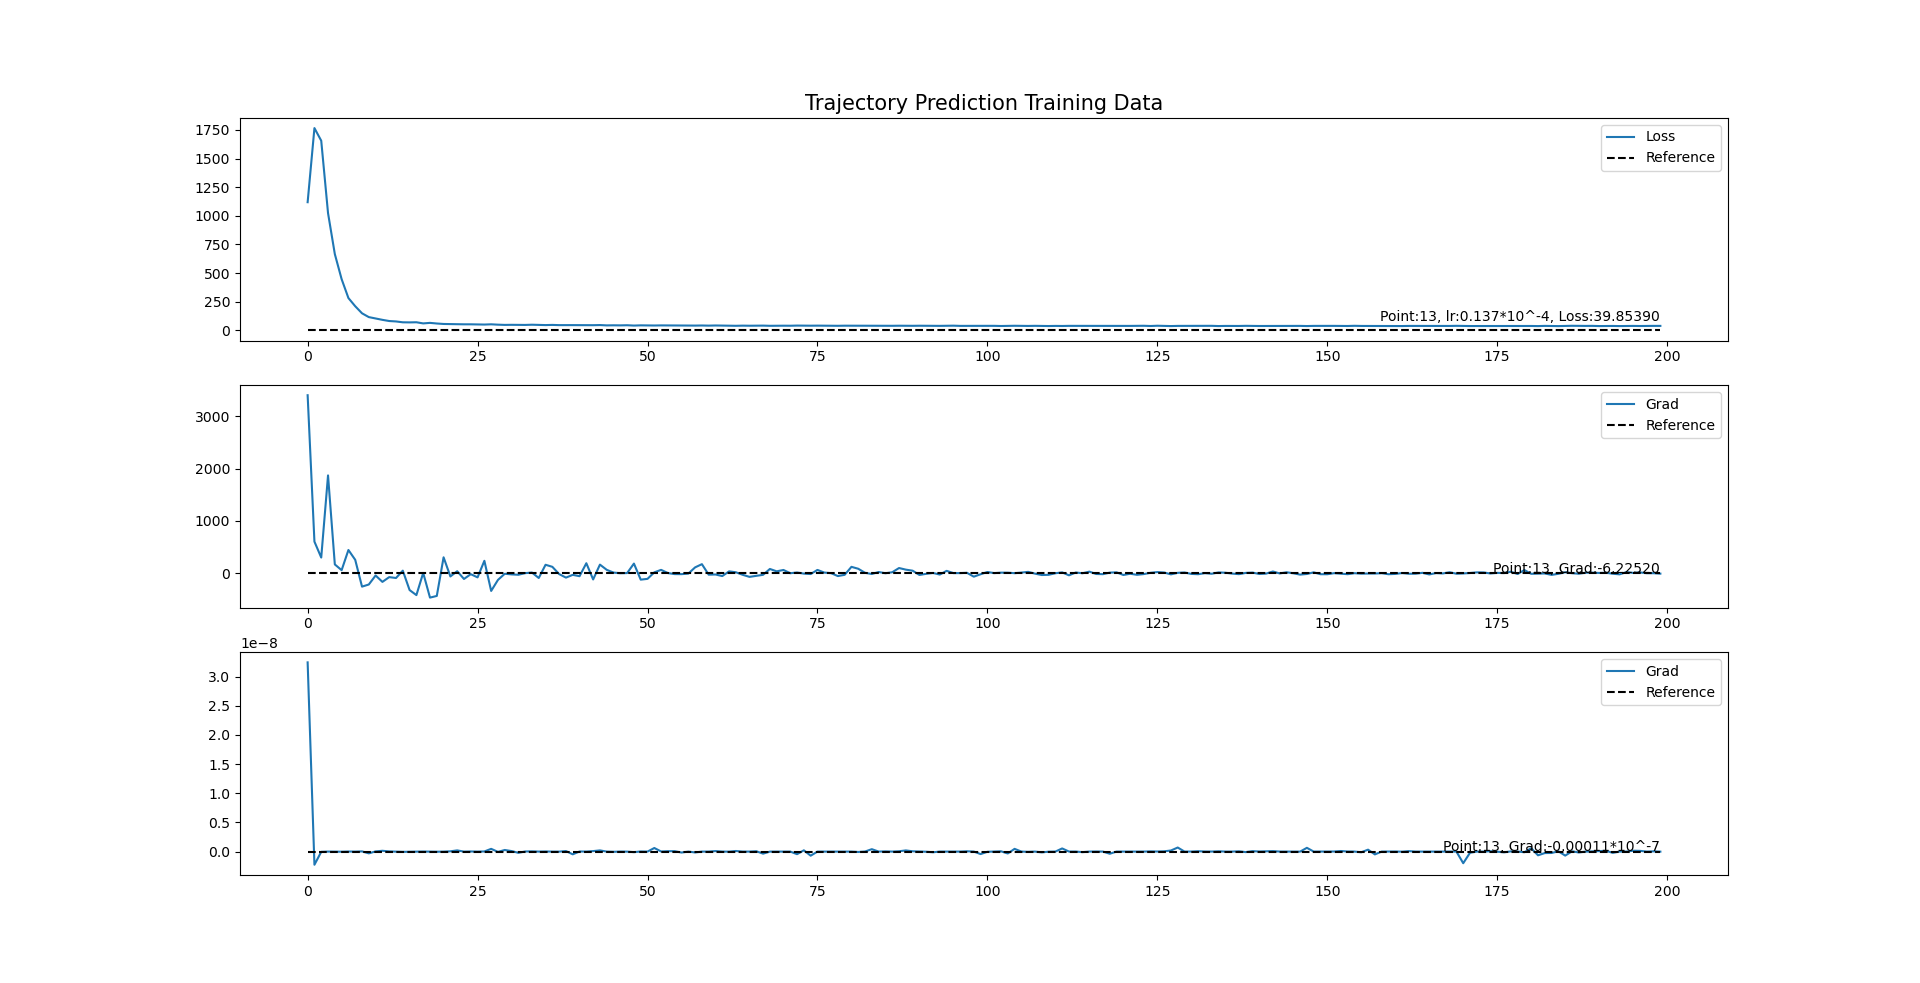 Trajectory Prediction Training Data
1750
1500
1250
1000
750
500
250
0
Loss
Reference
Point:13, lr:0.137*10^-4, Loss:39.85390
0 25 50 75 100 125 150 175 200
3000
2000
1000
0
Grad
Reference
Point:13, Grad:-6.22520
0 25 50 75 100 125 150 175 200
1e−8
3.0
2.5
2.0
1.5
1.0
0.5
0.0
Grad
Reference
Point:13, Grad:-0.00011*10^-7
0 25 50 75 100 125 150 175 200